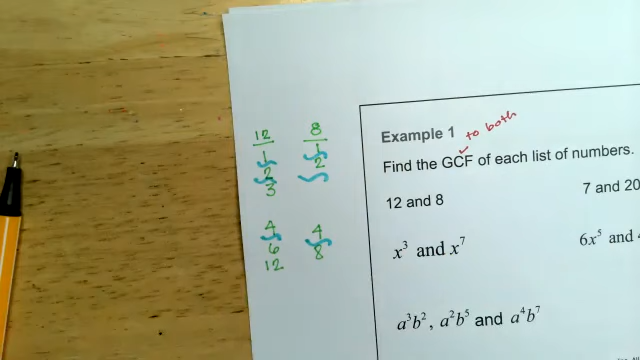 12 8
1 1
2 2
3
4 4
6 8
12
Example 1 to both
Find the GCF of each list of numbers.
12 and 8 7 and 20
x³ and x⁷ 6x⁵ and
a³b², a²b⁵ and a⁴b⁷